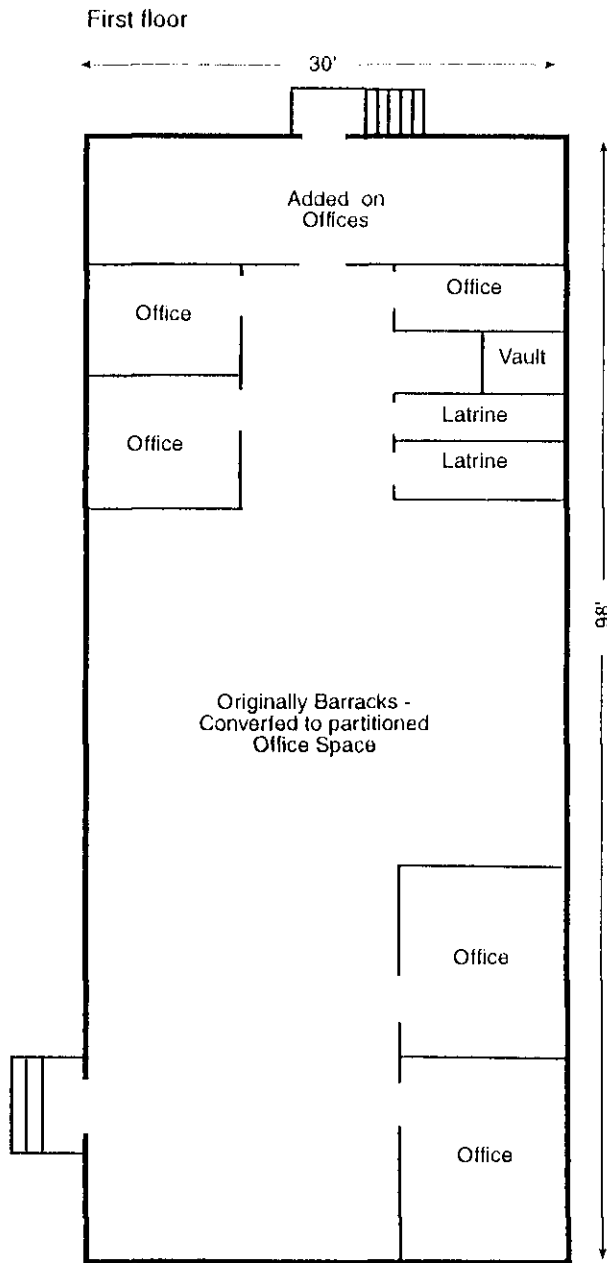 First floor
30'
Added on
Offices
Office
Office
Vault
Office
Latrine
Latrine
98'
Originally Barracks -
Converted to partitioned
Office Space
Office
Office